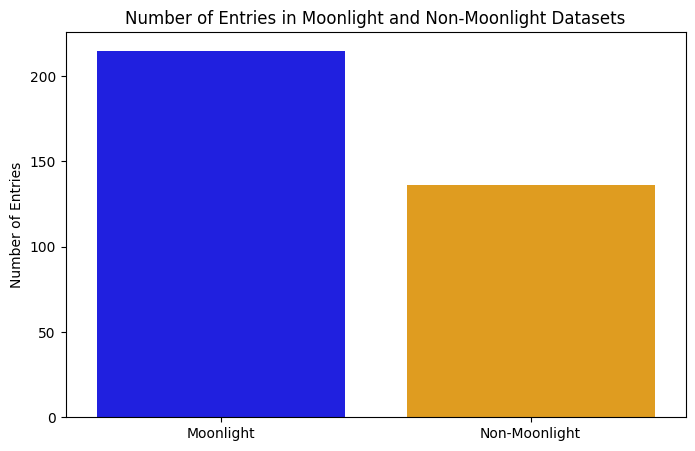 Number of Entries in Moonlight and Non-Moonlight Datasets
Number of Entries
200
150
100
50
0
Moonlight Non-Moonlight